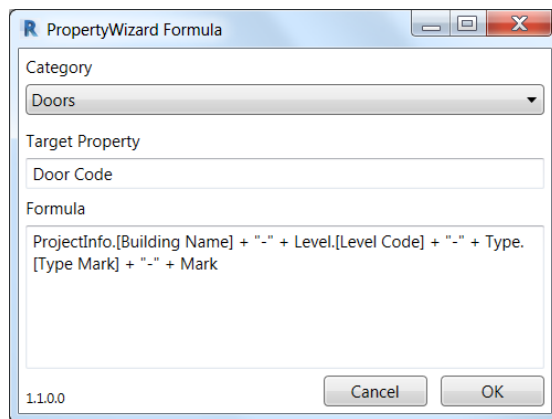 R PropertyWizard Formula
Category
Doors
Target Property
Door Code
Formula
ProjectInfo.[Building Name] + "-" + Level.[Level Code] + "-" + Type.
[Type Mark] + "-" + Mark
1.1.0.0
Cancel
OK